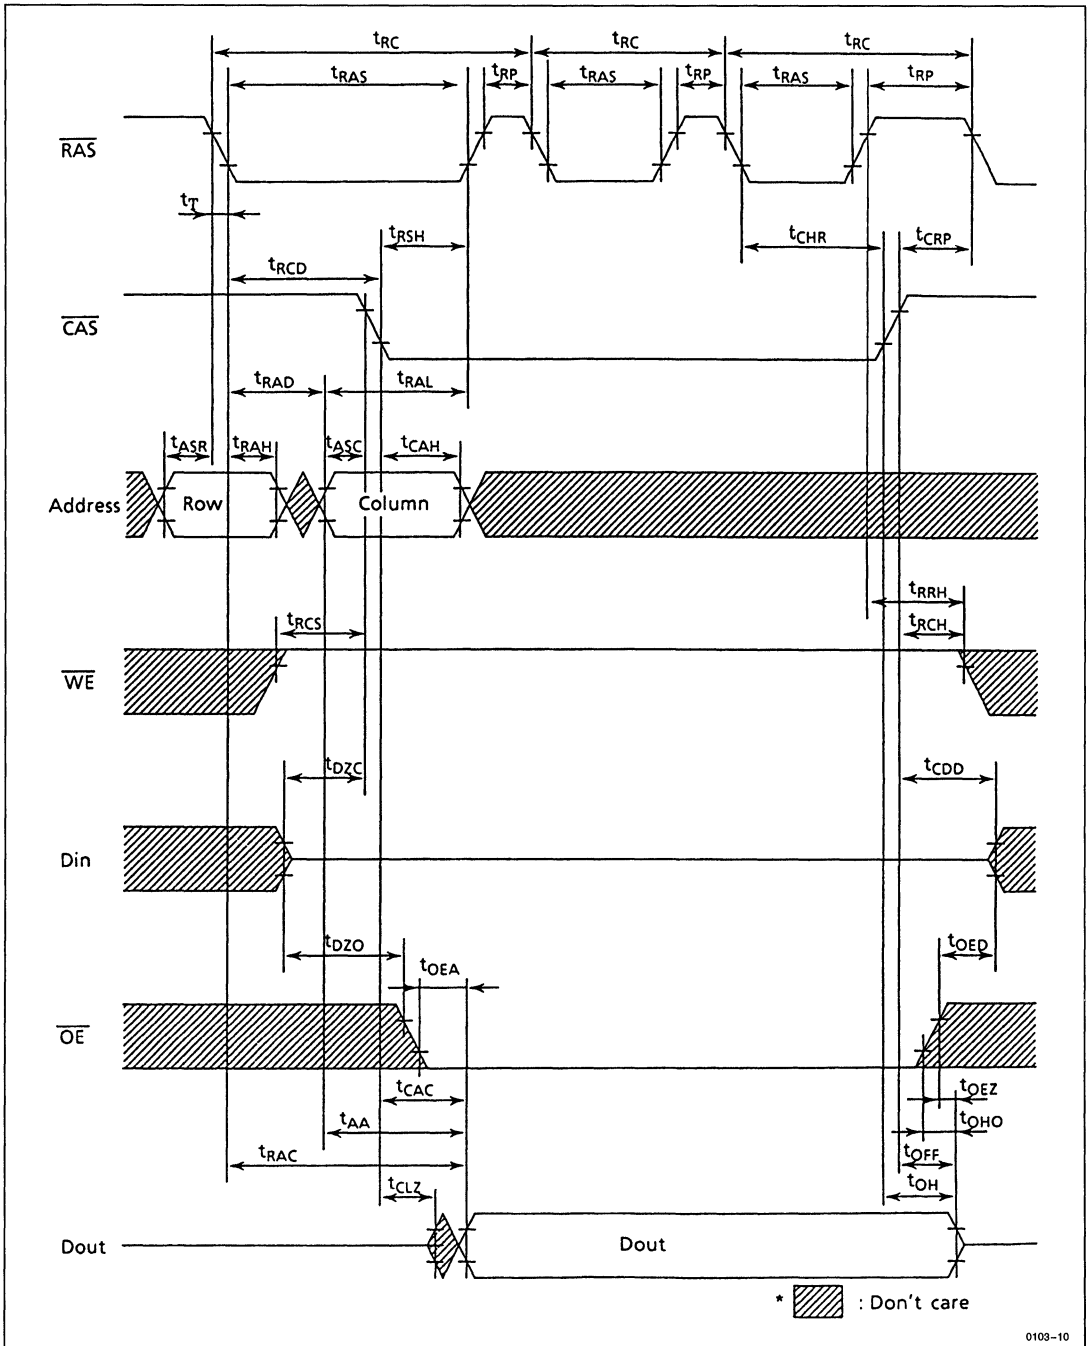 tRC tRC tRC
tRAS tRP tRAS tRP tRAS tRP
RAS
tT
tRSH tCHR tCRP
tRCD
CAS
tRAD tRAL
tASR tRAH tASC tCAH
Address Row Column
tRRH
tRCS tRCH
WE
tDZC tCDD
Din
tDZO tOED
tOEA
OE
tCAC tOEZ
tAA tOHO
tRAC tOFF
tCLZ tOH
Dout Dout
* : Don't care
0103-10